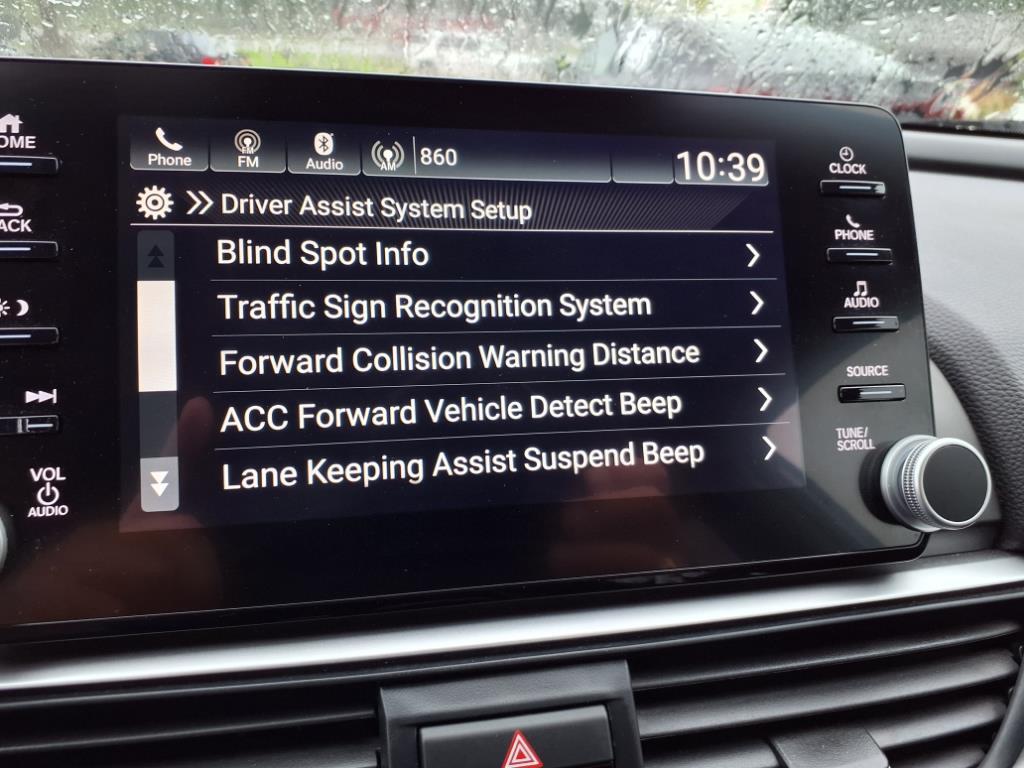 OME
ACK
VOL
AUDIO
Phone
FM
FM
Audio
AM
860
10:39
Driver Assist System Setup
Blind Spot Info
Traffic Sign Recognition System
Forward Collision Warning Distance
ACC Forward Vehicle Detect Beep
Lane Keeping Assist Suspend Beep
CLOCK
PHONE
AUDIO
SOURCE
TUNE/
SCROLL